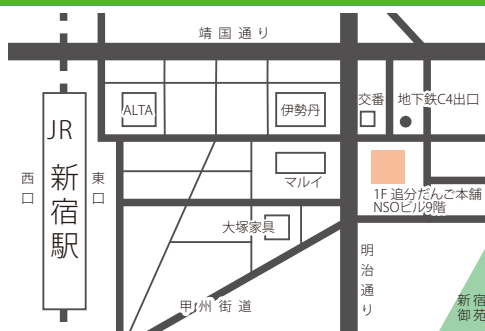 靖国通り
ALTA
伊勢丹
交番
地下鉄C4出口
JR
新宿駅
西口
東口
マルイ
1F 追分だんご本舗
NSOビル9階
大塚家具
明治通り
甲州街道
新宿
御苑